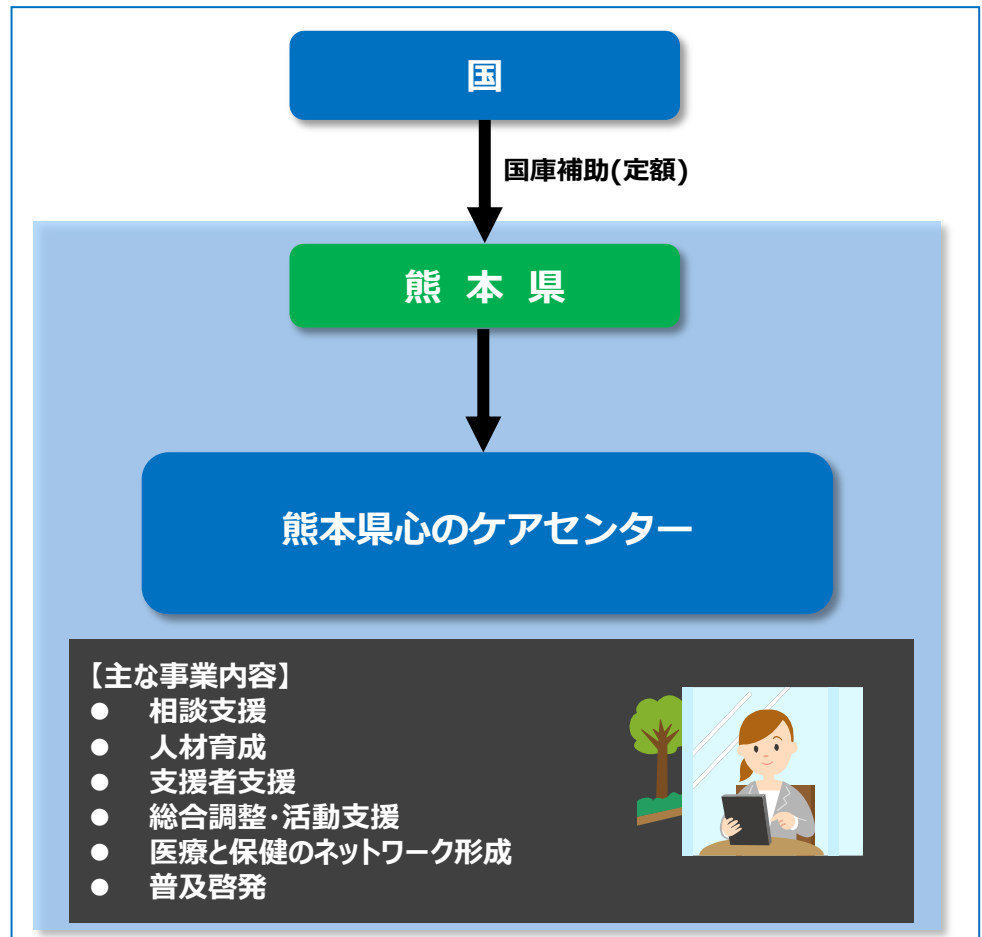 国
国庫補助(定額)
熊 本 県
熊本県心のケアセンター
【主な事業内容】
● 相談支援
● 人材育成
● 支援者支援
● 総合調整・活動支援
● 医療と保健のネットワーク形成
● 普及啓発